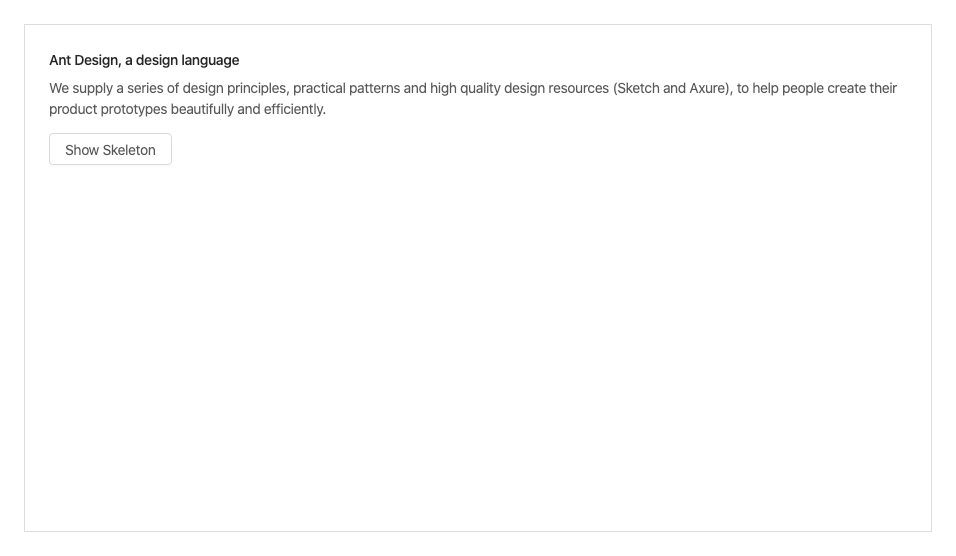 Ant Design, a design language
We supply a series of design principles, practical patterns and high quality design resources (Sketch and Axure), to help people create their
product prototypes beautifully and efficiently.
Show Skeleton